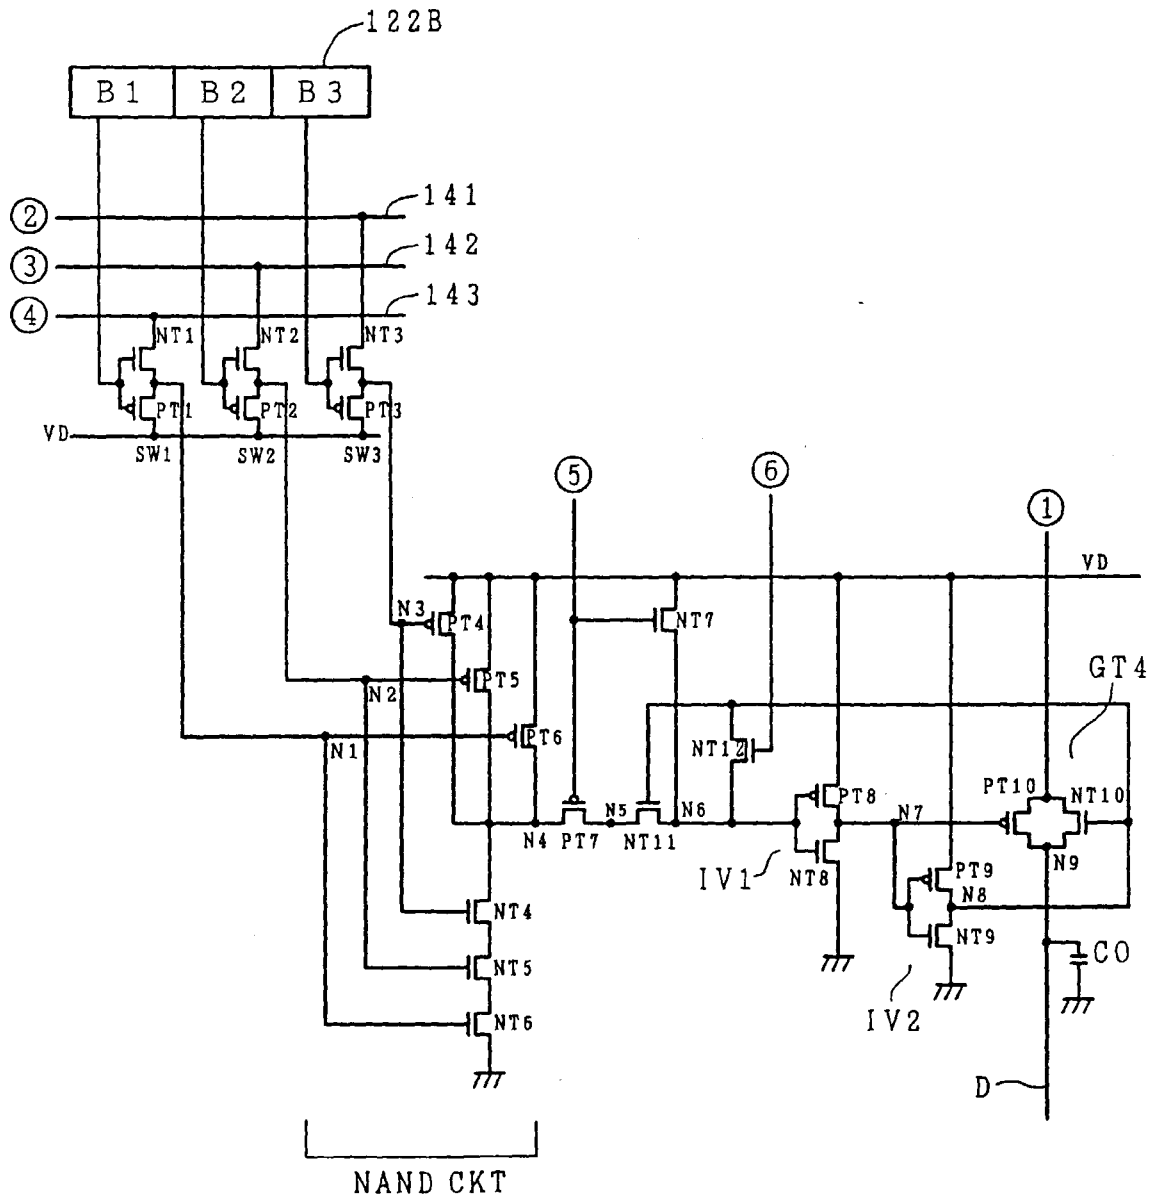 122B
B1 B2 B3
② 141
③ 142
④ 143
NT1 NT2 NT3
PT1 PT2 PT3
VD
SW1 SW2 SW3
⑤ ⑥ ①
VD
N3 PT4 NT7
GT4
N2 PT5
N1 PT6 NT12
PT10 NT10
PT8
N5 N6 N7
N4 PT7 NT11 N9
IV1 NT8 PT9
N8
NT4
NT9
C0
NT5
IV2
NT6
D
NAND CKT